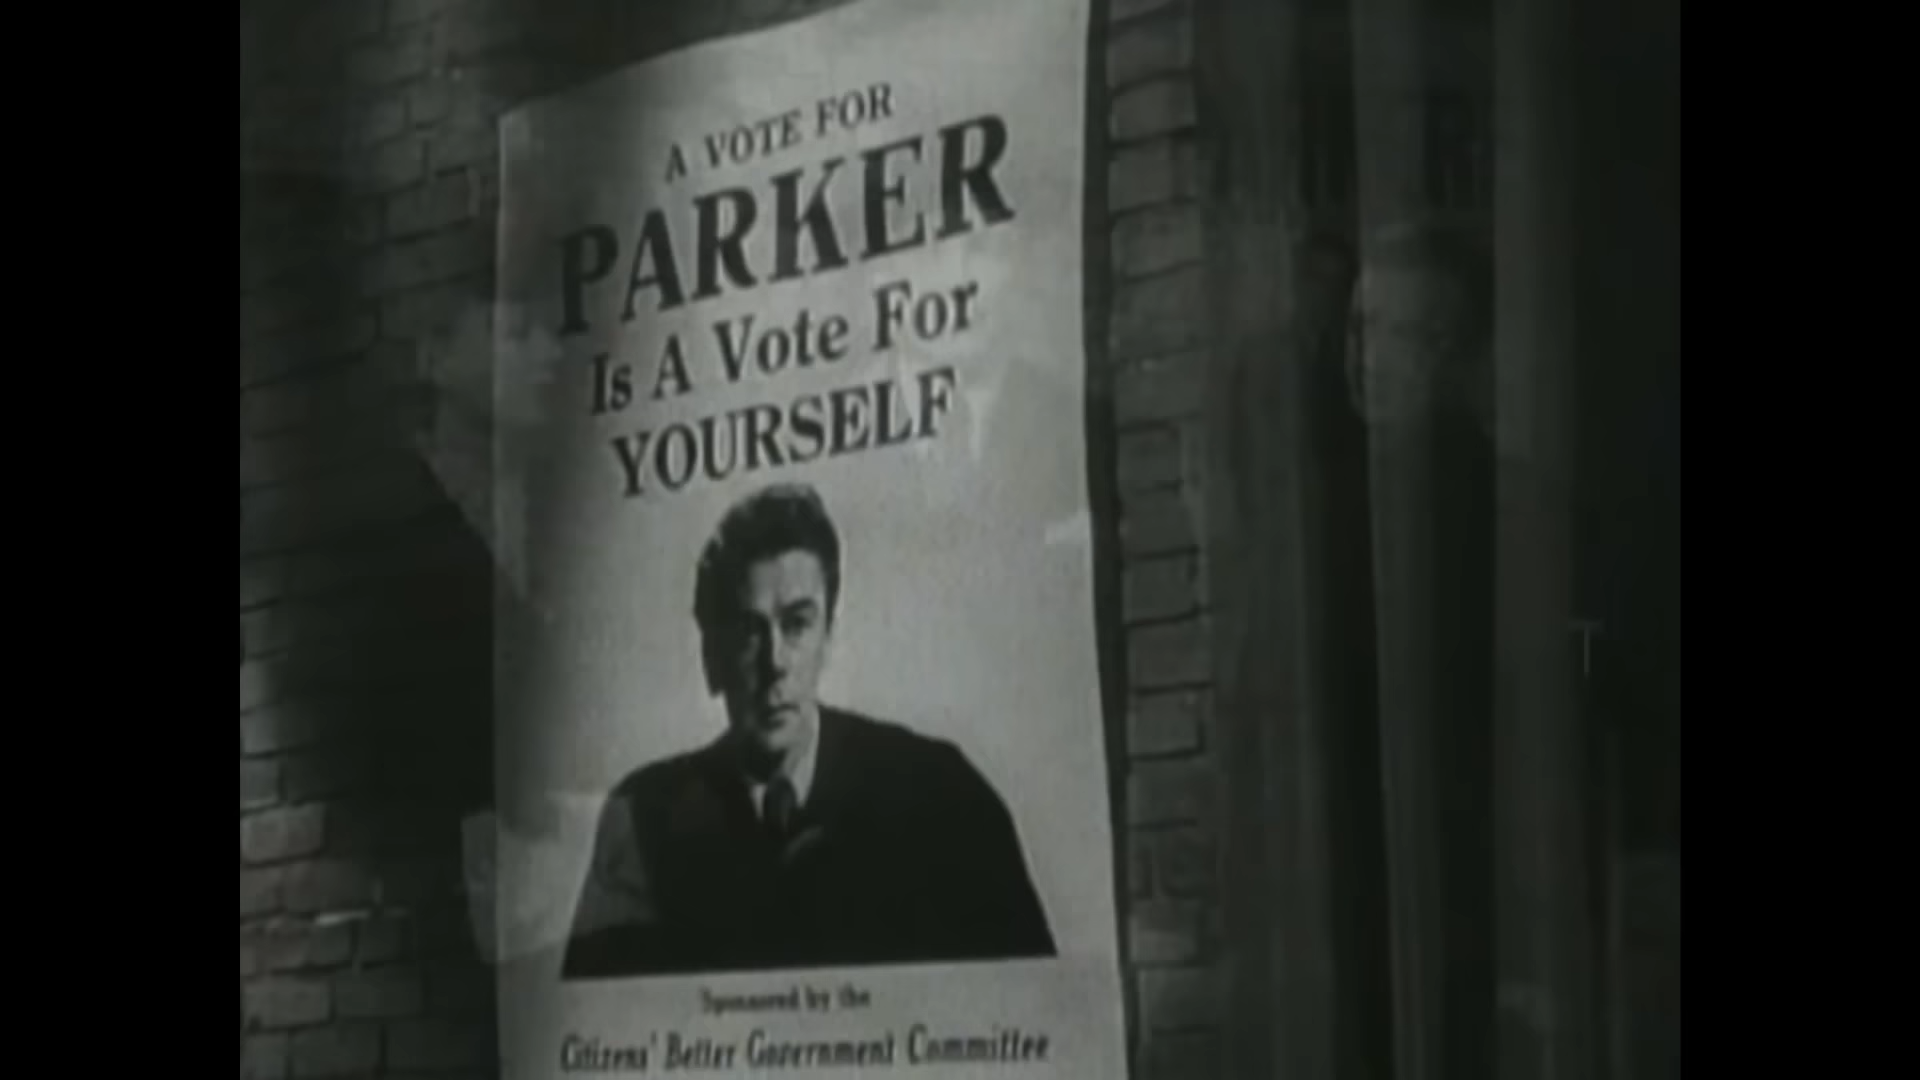 A VOTE FOR
PARKER
Is A Vote For
YOURSELF
Sponsored by the
Citizens' Better Government Committee